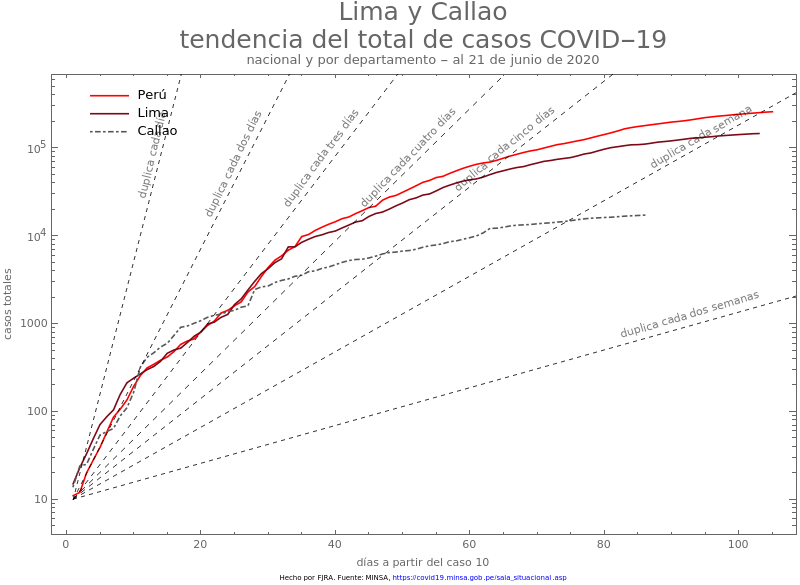 Lima y Callao
tendencia del total de casos COVID−19
nacional y por departamento − al 21 de junio de 2020
Perú
Lima
Callao
duplica cada día
duplica cada dos días
duplica cada tres días
duplica cada cuatro días
duplica cada cinco días
duplica cada semana
duplica cada dos semanas
casos totales
10^5
10^4
1000
100
10
0 20 40 60 80 100
días a partir del caso 10
Hecho por FJRA. Fuente: MINSA, https://covid19.minsa.gob.pe/sala_situacional.asp